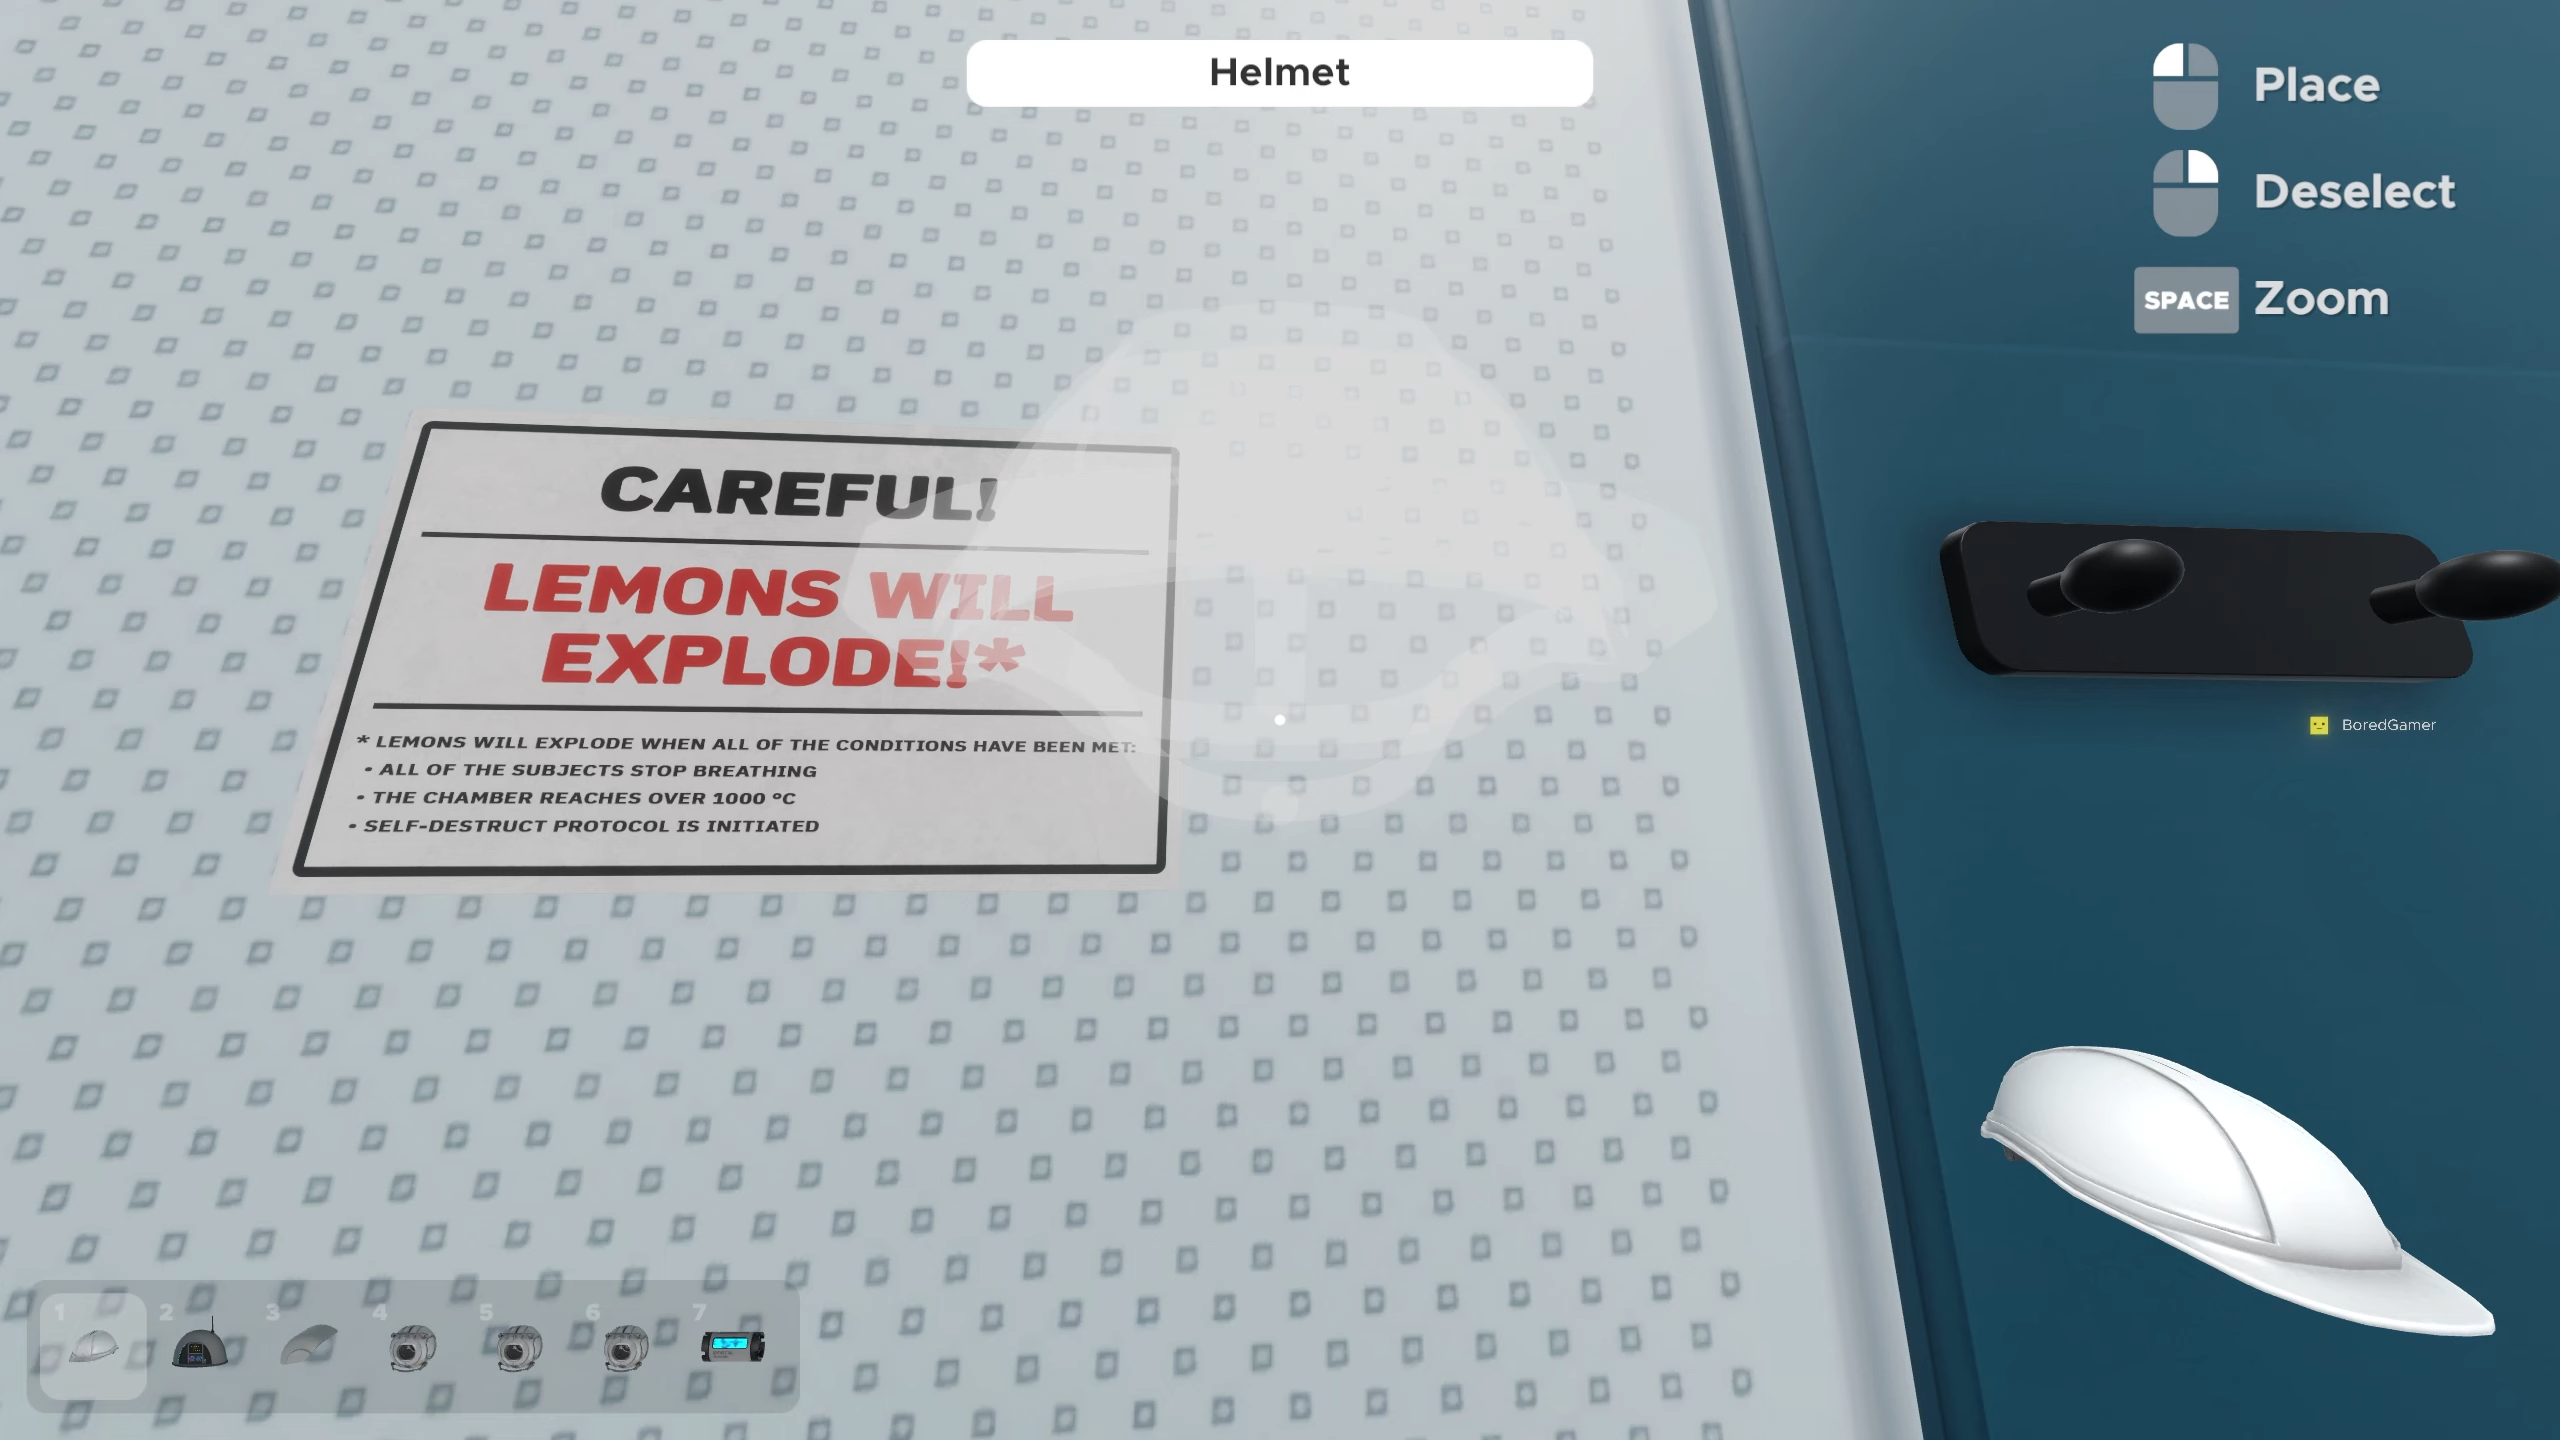 Helmet
Place
Deselect
SPACE Zoom
CAREFUL!
LEMONS WILL
EXPLODE!*
* LEMONS WILL EXPLODE WHEN ALL OF THE CONDITIONS HAVE BEEN MET:
• ALL OF THE SUBJECTS STOP BREATHING
• THE CHAMBER REACHES OVER 1000 °C
• SELF-DESTRUCT PROTOCOL IS INITIATED
BoredGamer
1 2 3 4 5 6 7